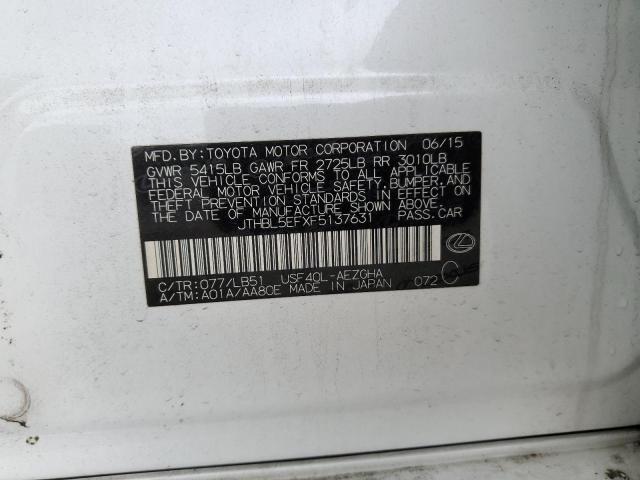 MFD.BY:TOYOTA MOTOR CORPORATION 06/15
GVWR 5415LB GAWR FR 2725LB RR 3010LB
THIS VEHICLE CONFORMS TO ALL APPLICABLE
FEDERAL MOTOR VEHICLE SAFETY,BUMPER,AND
THEFT PREVENTION STANDARDS IN EFFECT ON
THE DATE OF MANUFACTURE SHOWN ABOVE.
JTHBL5EFXF5137631 PASS.CAR
C/TR:077/LB51 USF40L-AEZGHA
A/TM:A01A/AA80E MADE IN JAPAN 072 C